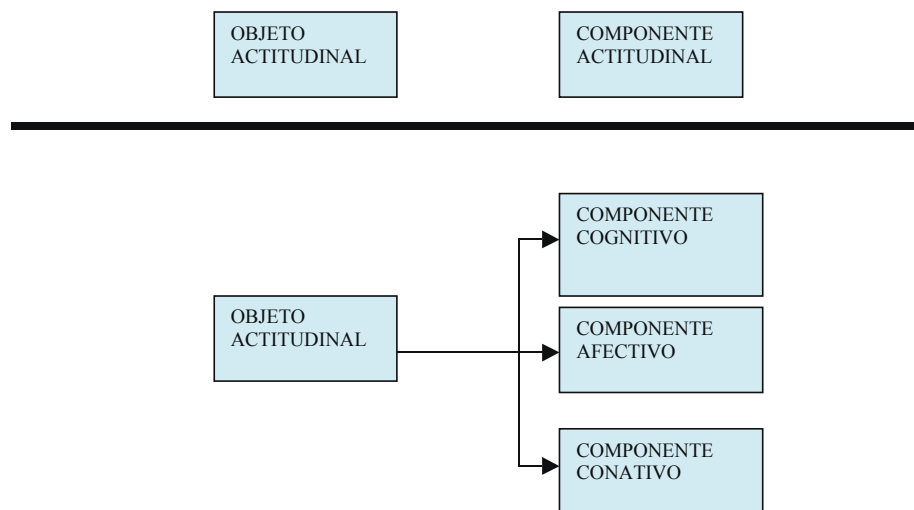 OBJETO
ACTITUDINAL
COMPONENTE
ACTITUDINAL
COMPONENTE
COGNITIVO
OBJETO
ACTITUDINAL
COMPONENTE
AFECTIVO
COMPONENTE
CONATIVO